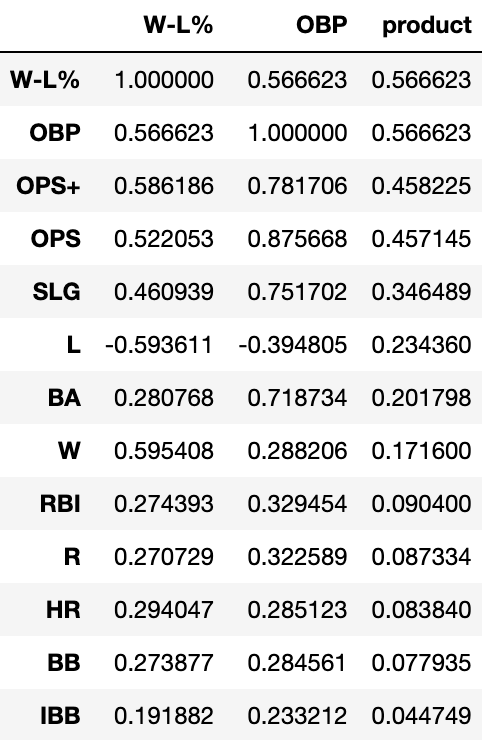 W-L% OBP product
W-L% 1.000000 0.566623 0.566623
OBP 0.566623 1.000000 0.566623
OPS+ 0.586186 0.781706 0.458225
OPS 0.522053 0.875668 0.457145
SLG 0.460939 0.751702 0.346489
L -0.593611 -0.394805 0.234360
BA 0.280768 0.718734 0.201798
W 0.595408 0.288206 0.171600
RBI 0.274393 0.329454 0.090400
R 0.270729 0.322589 0.087334
HR 0.294047 0.285123 0.083840
BB 0.273877 0.284561 0.077935
IBB 0.191882 0.233212 0.044749